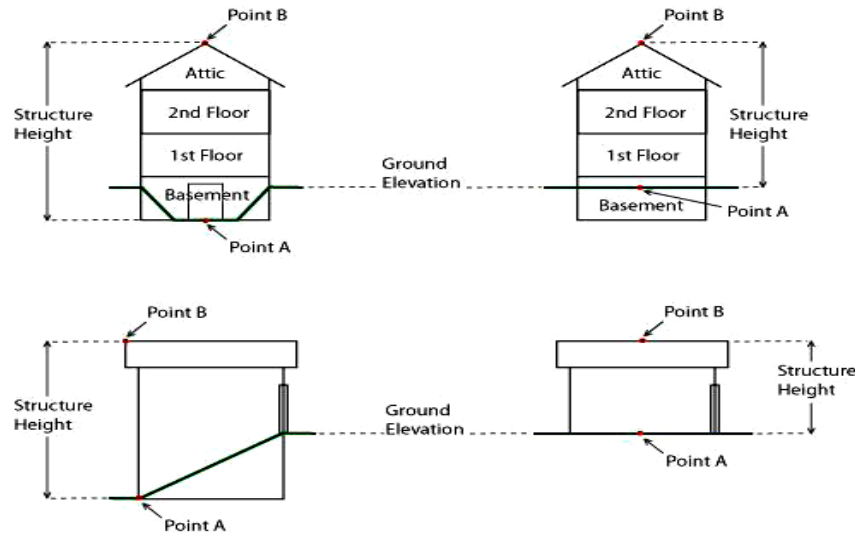 Point B
Attic
2nd Floor
1st Floor
Basement
Point A
Structure
Height
Ground
Elevation
Point B
Attic
2nd Floor
1st Floor
Basement
Point A
Structure
Height
Point B
Structure
Height
Point A
Ground
Elevation
Point B
Structure
Height
Point A